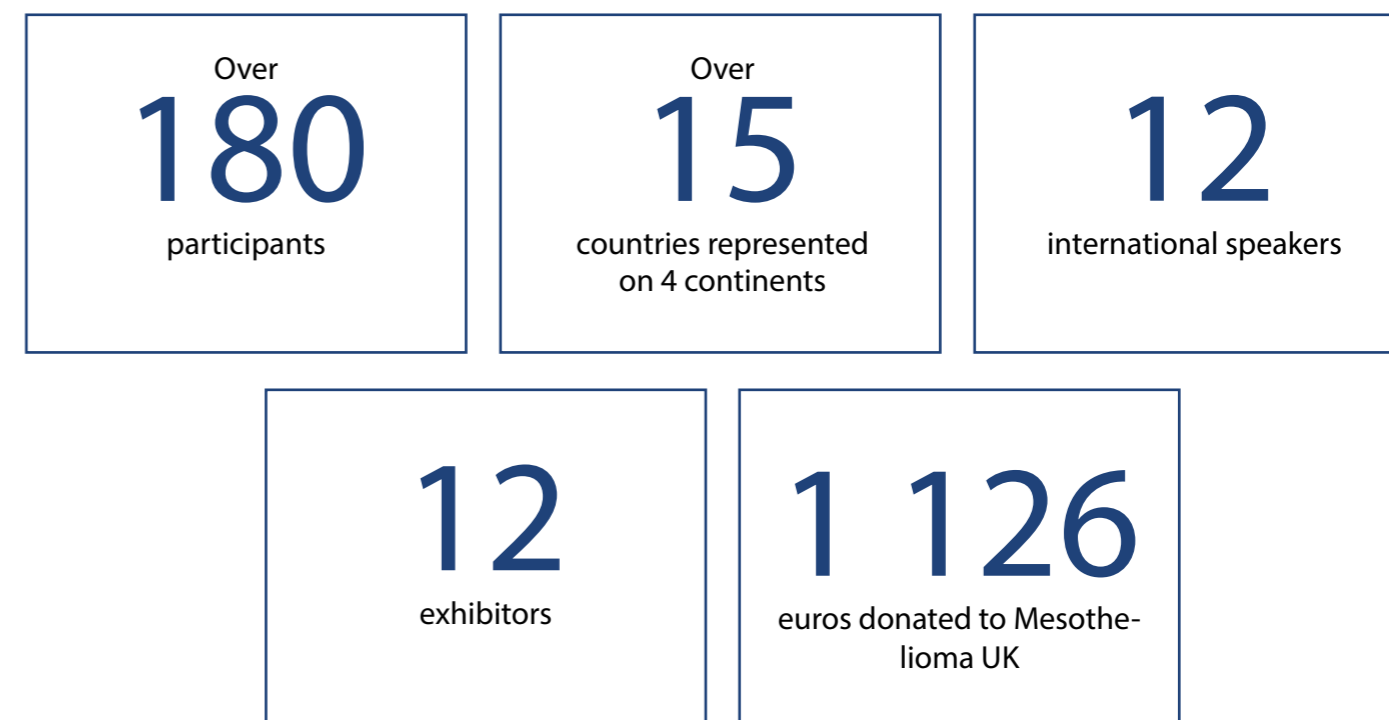 Over
180
participants
Over
15
countries represented
on 4 continents
12
international speakers
12
exhibitors
1 126
euros donated to Mesothe-
lioma UK